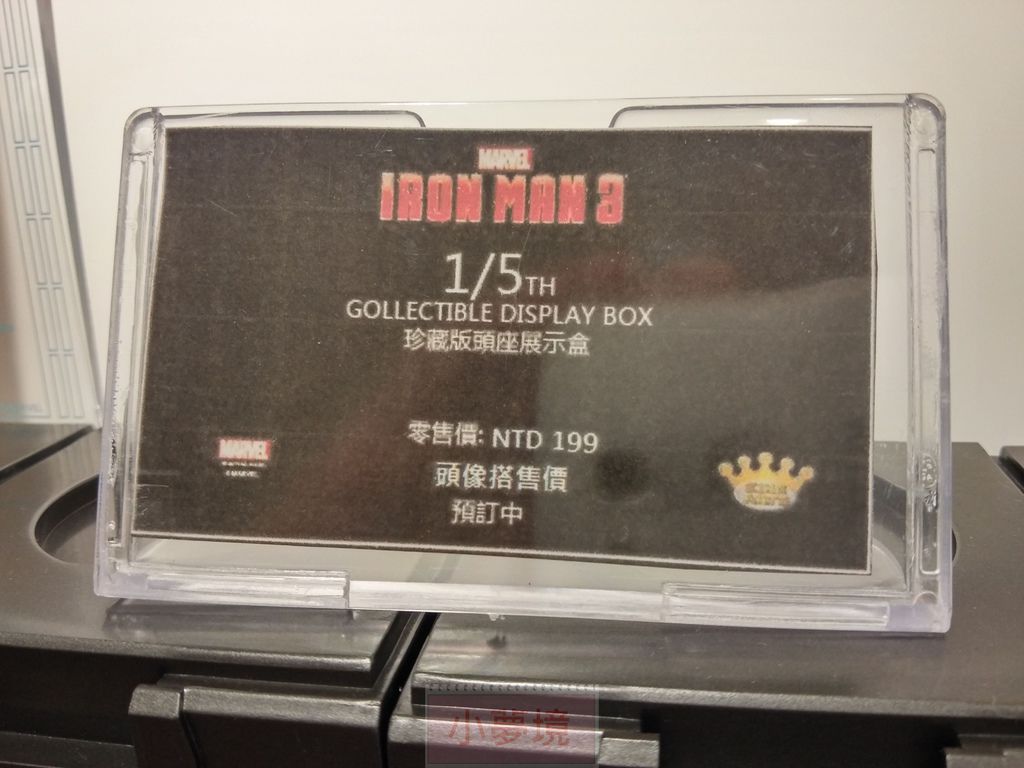 MARVEL
IRON MAN 3
1/5TH
GOLLECTIBLE DISPLAY BOX
珍藏版頭座展示盒
零售價: NTD 199
頭像搭售價
預訂中
MARVEL
小夢境